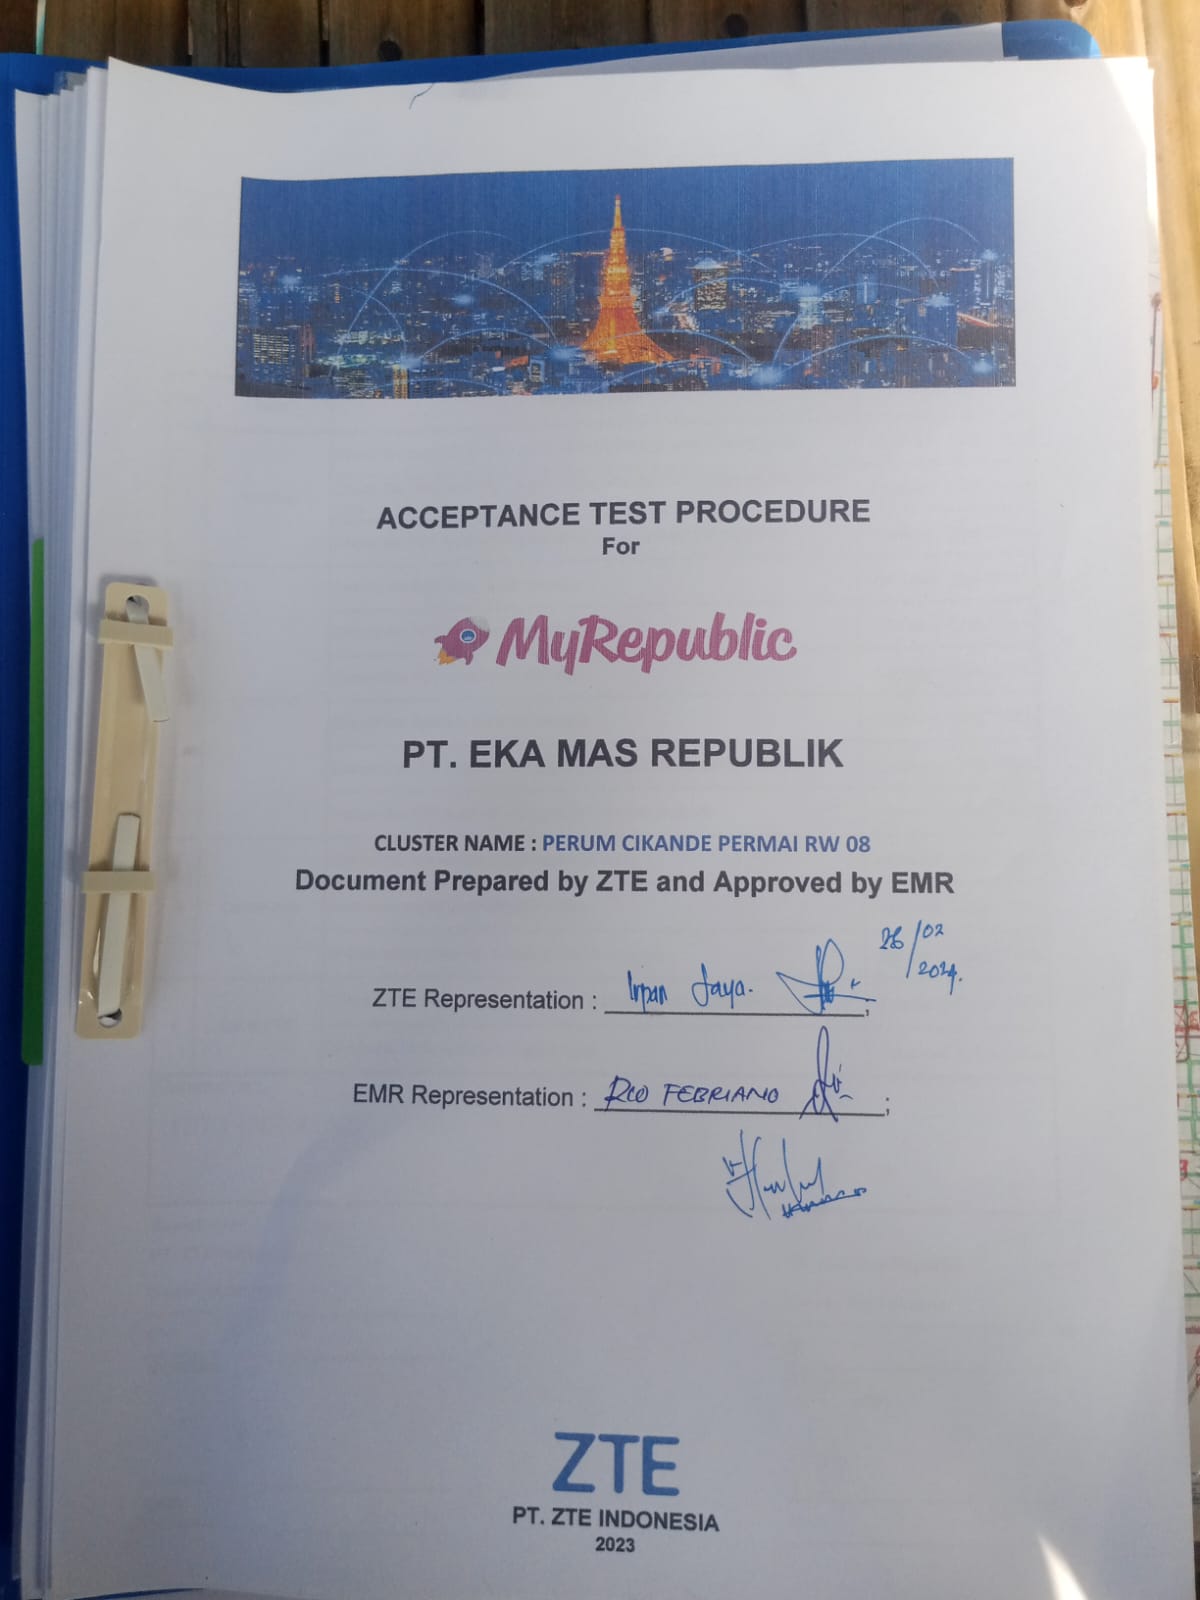 ACCEPTANCE TEST PROCEDURE
For
MyRepublic
PT. EKA MAS REPUBLIK
CLUSTER NAME : PERUM CIKANDE PERMAI RW 08
Document Prepared by ZTE and Approved by EMR
26/02
2024.
ZTE Representation : Irpan Jaya. ;
EMR Representation : RIO FEBRIANO ;
ZTE
PT. ZTE INDONESIA
2023